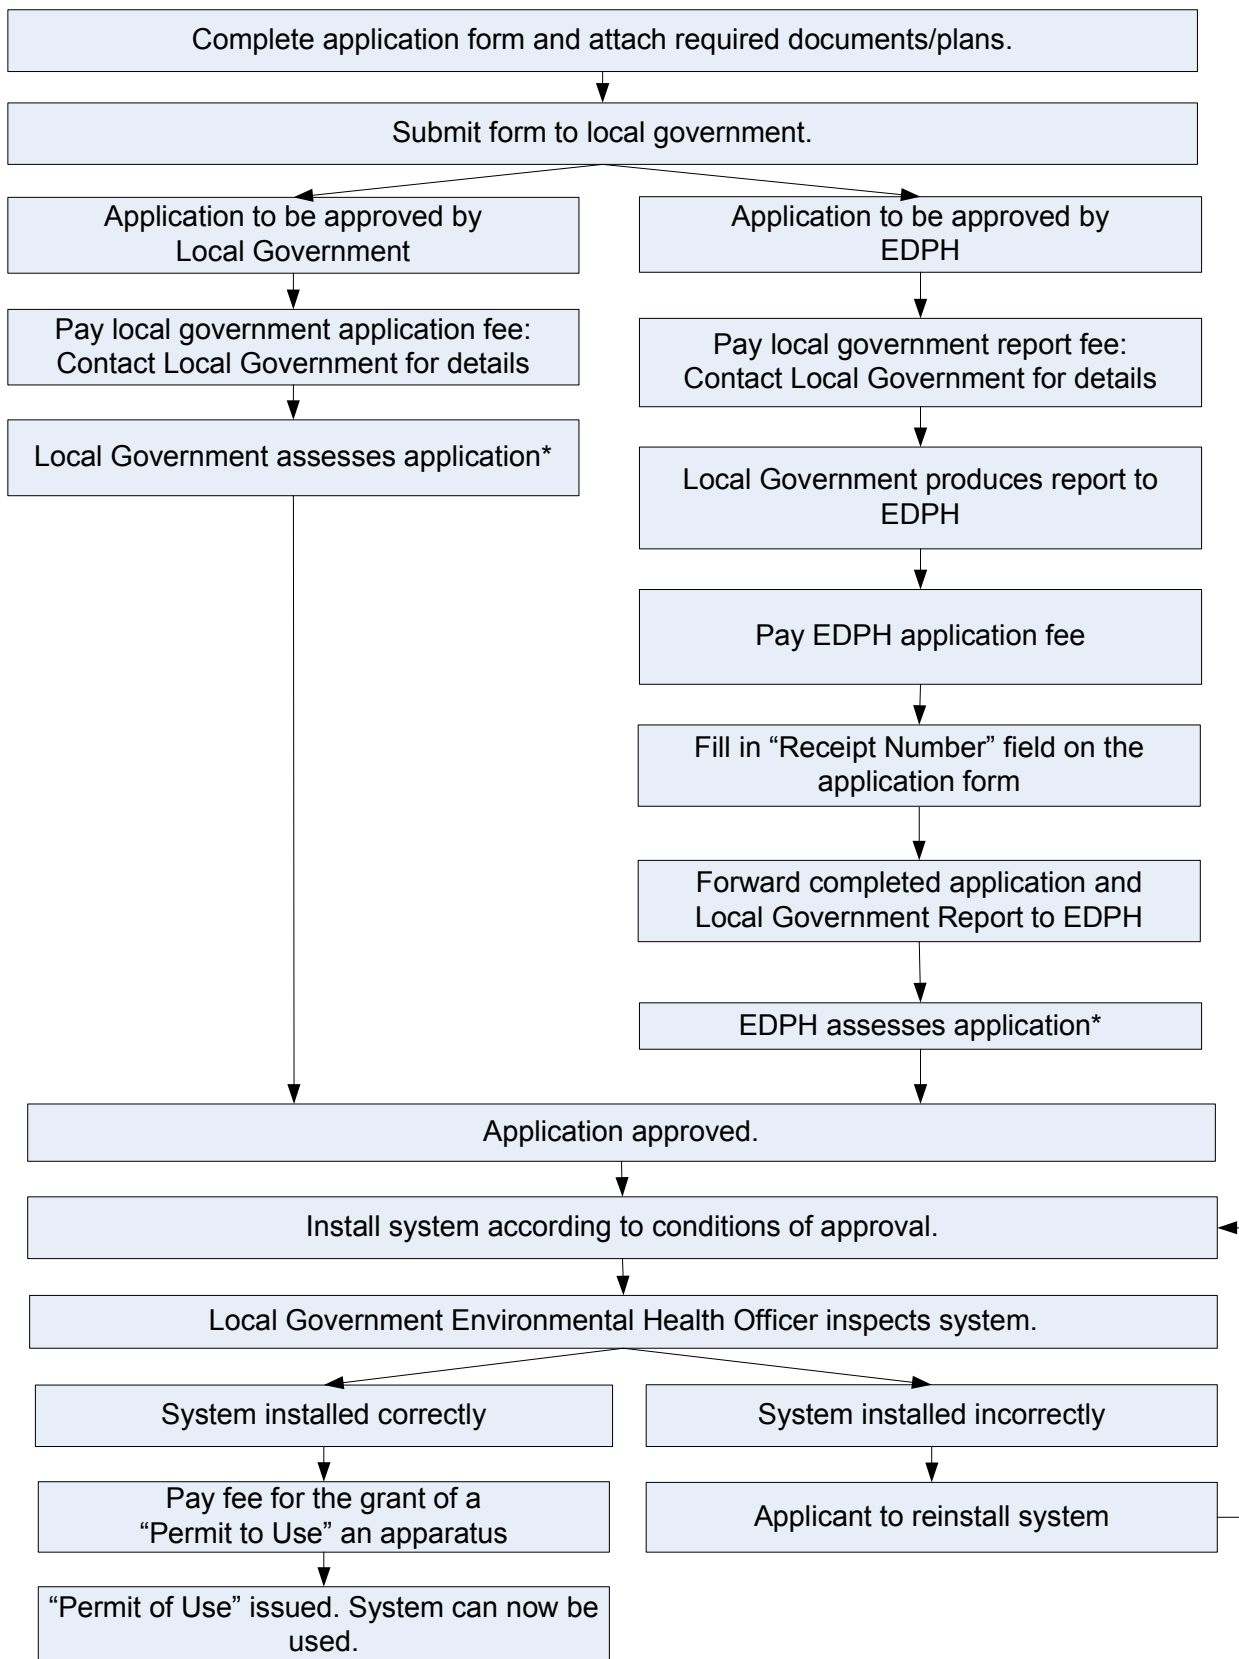 Complete application form and attach required documents/plans.
Submit form to local government.
Application to be approved by
Local Government
Pay local government application fee:
Contact Local Government for details
Local Government assesses application*
Application to be approved by
EDPH
Pay local government report fee:
Contact Local Government for details
Local Government produces report to
EDPH
Pay EDPH application fee
Fill in “Receipt Number” field on the
application form
Forward completed application and
Local Government Report to EDPH
EDPH assesses application*
Application approved.
Install system according to conditions of approval.
Local Government Environmental Health Officer inspects system.
System installed correctly
Pay fee for the grant of a
“Permit to Use” an apparatus
“Permit of Use” issued. System can now be
used.
System installed incorrectly
Applicant to reinstall system